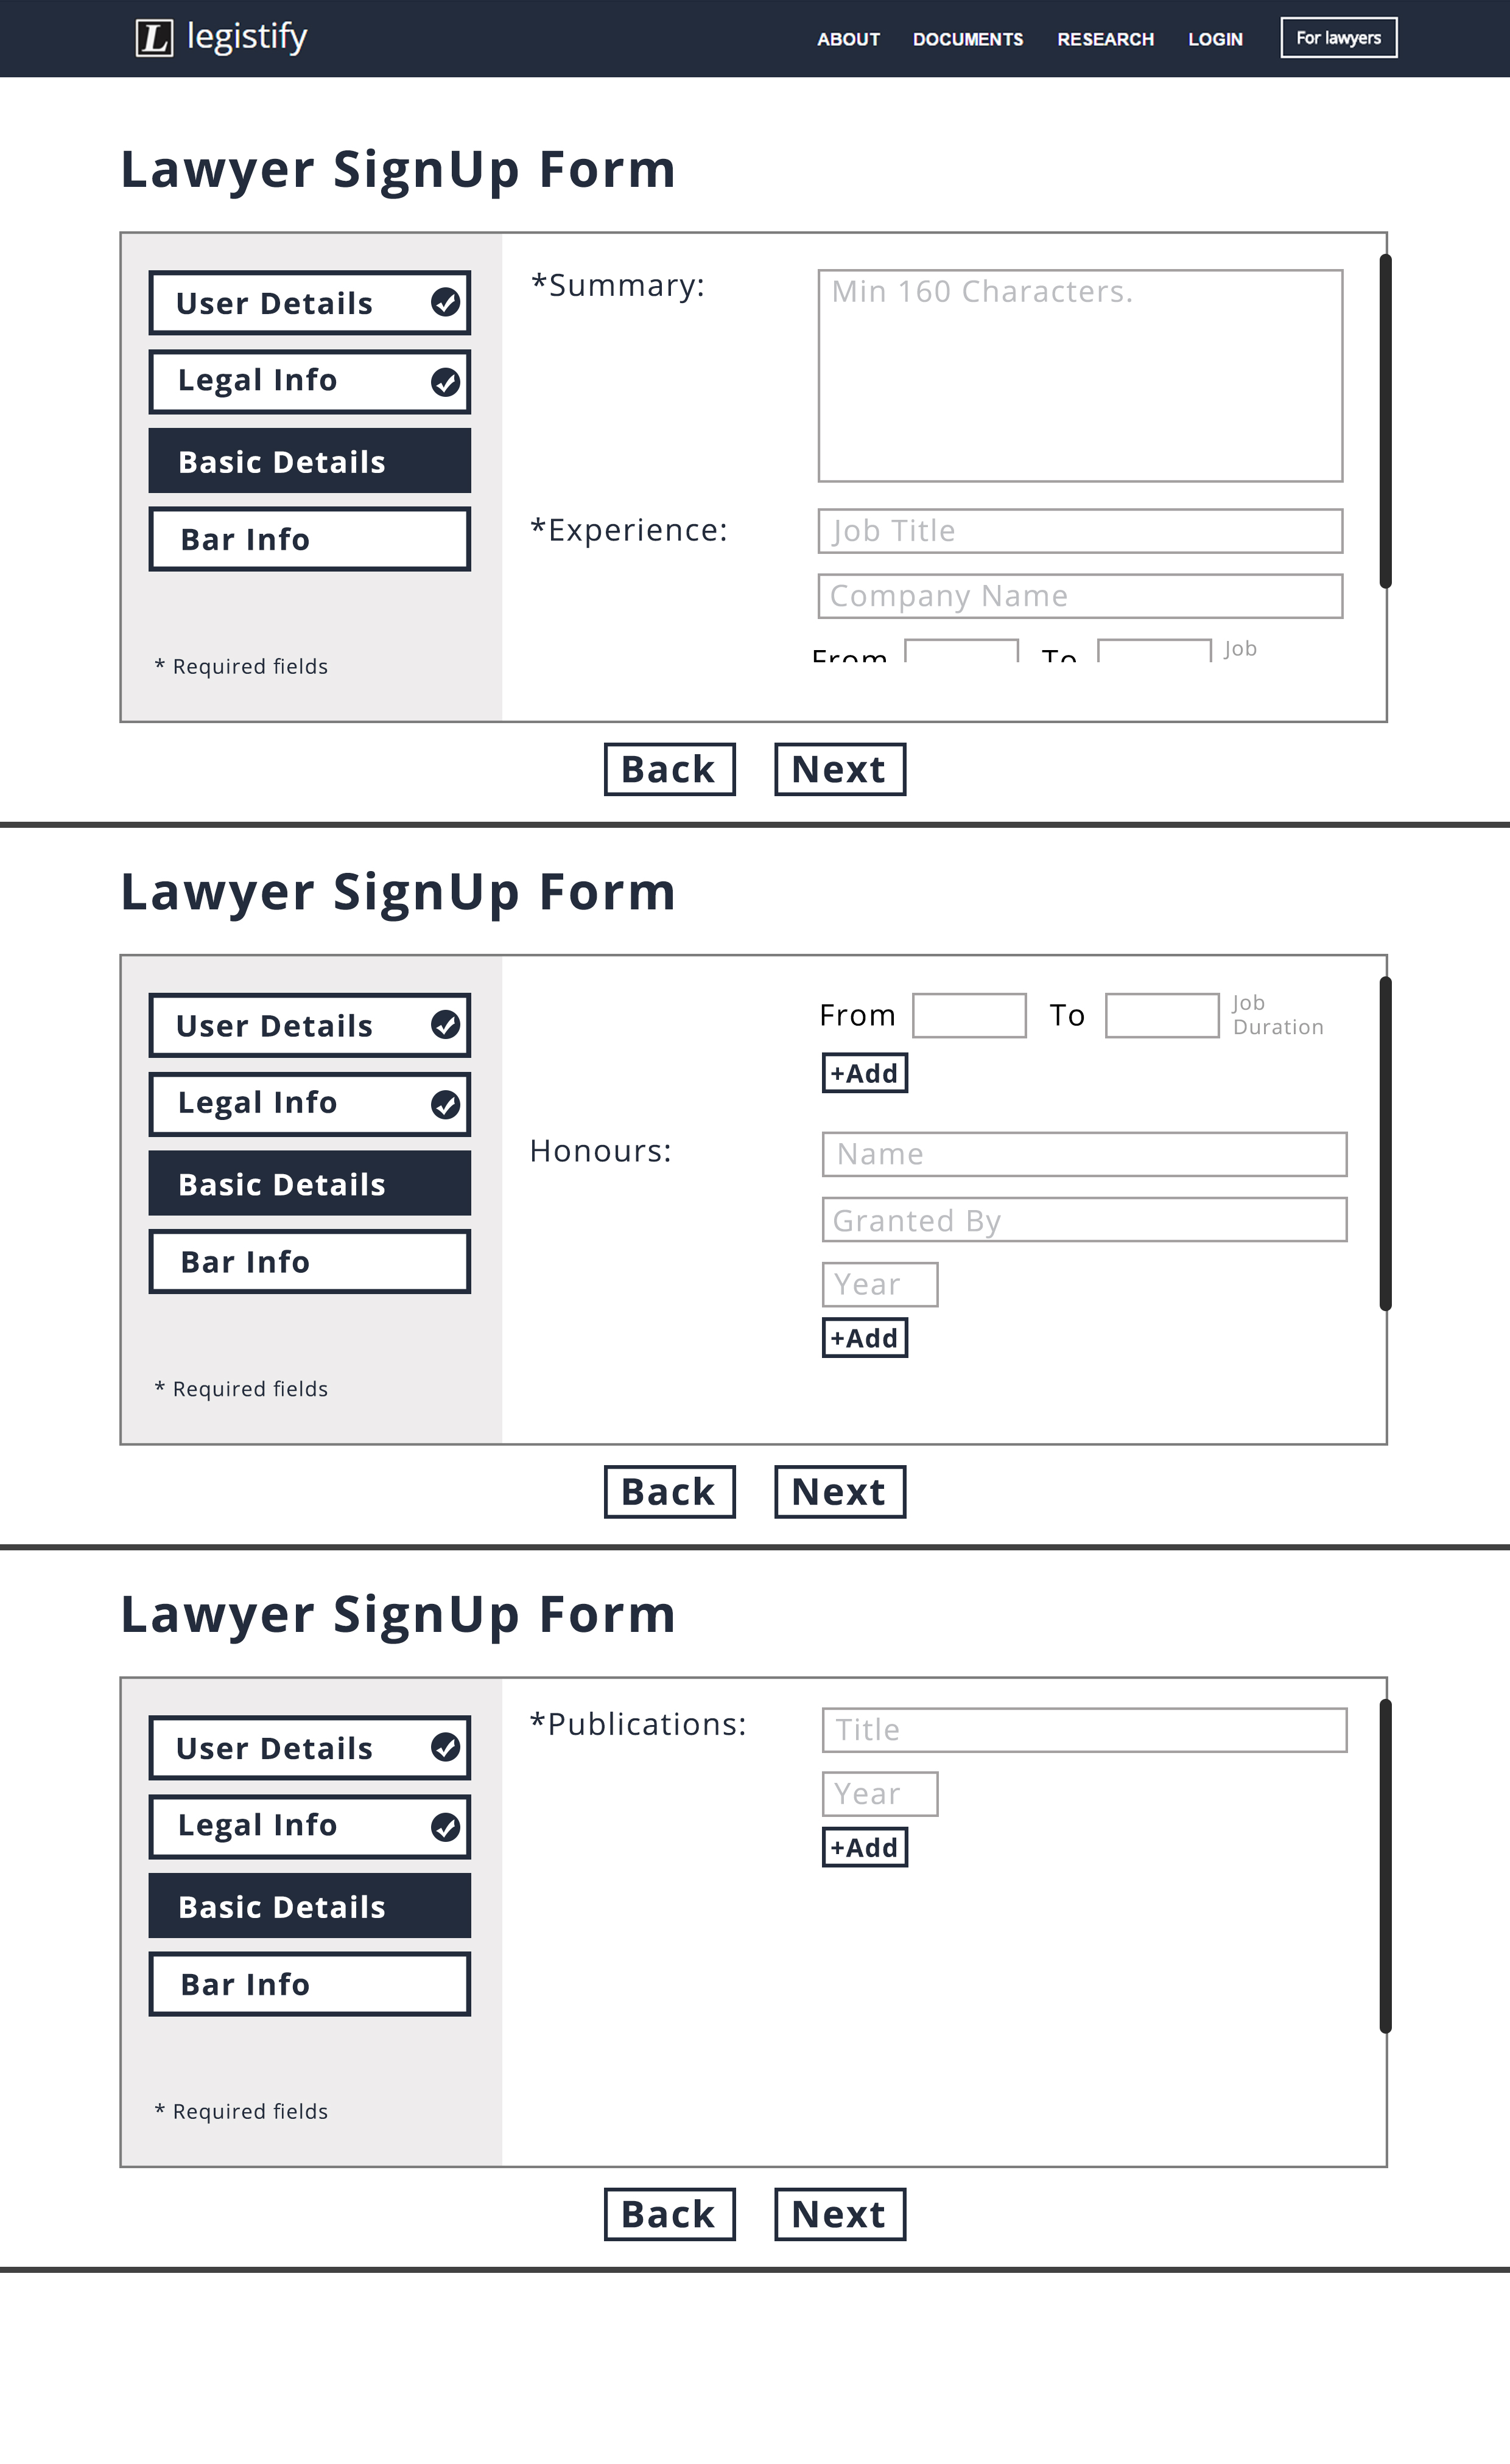 L legistify
ABOUT DOCUMENTS RESEARCH LOGIN For lawyers
Lawyer SignUp Form
User Details
Legal Info
Basic Details
Bar Info
* Required fields
*Summary:
Min 160 Characters.
*Experience:
Job Title
Company Name
From To Job
Back Next
Lawyer SignUp Form
User Details
Legal Info
Basic Details
Bar Info
* Required fields
From To Job
Duration
+Add
Honours:
Name
Granted By
Year
+Add
Back Next
Lawyer SignUp Form
User Details
Legal Info
Basic Details
Bar Info
* Required fields
*Publications:
Title
Year
+Add
Back Next